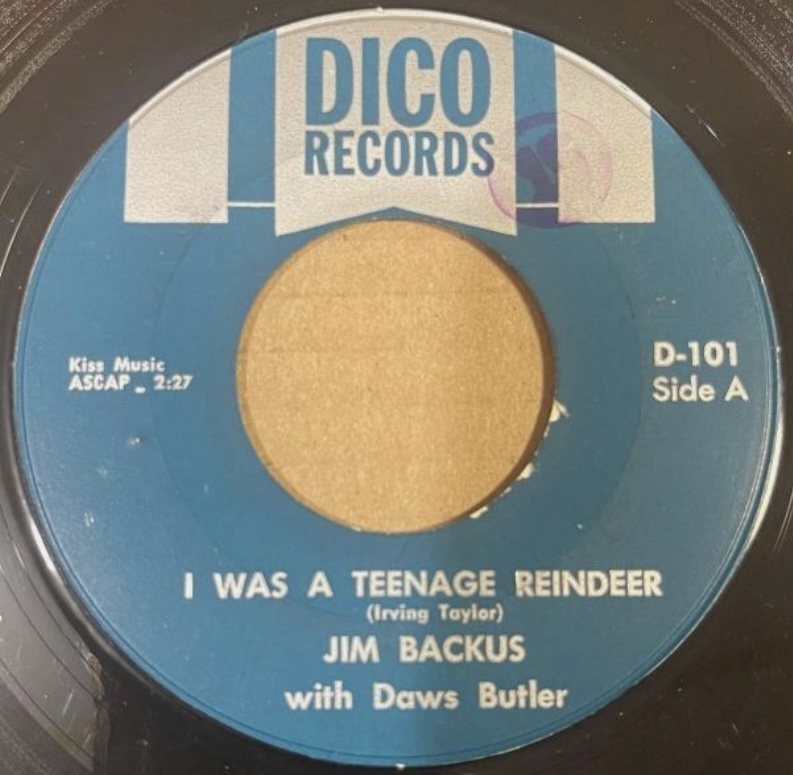 DICO
RECORDS
Kiss Music
ASCAP - 2:27
D-101
Side A
I WAS A TEENAGE REINDEER
(Irving Taylor)
JIM BACKUS
with Daws Butler